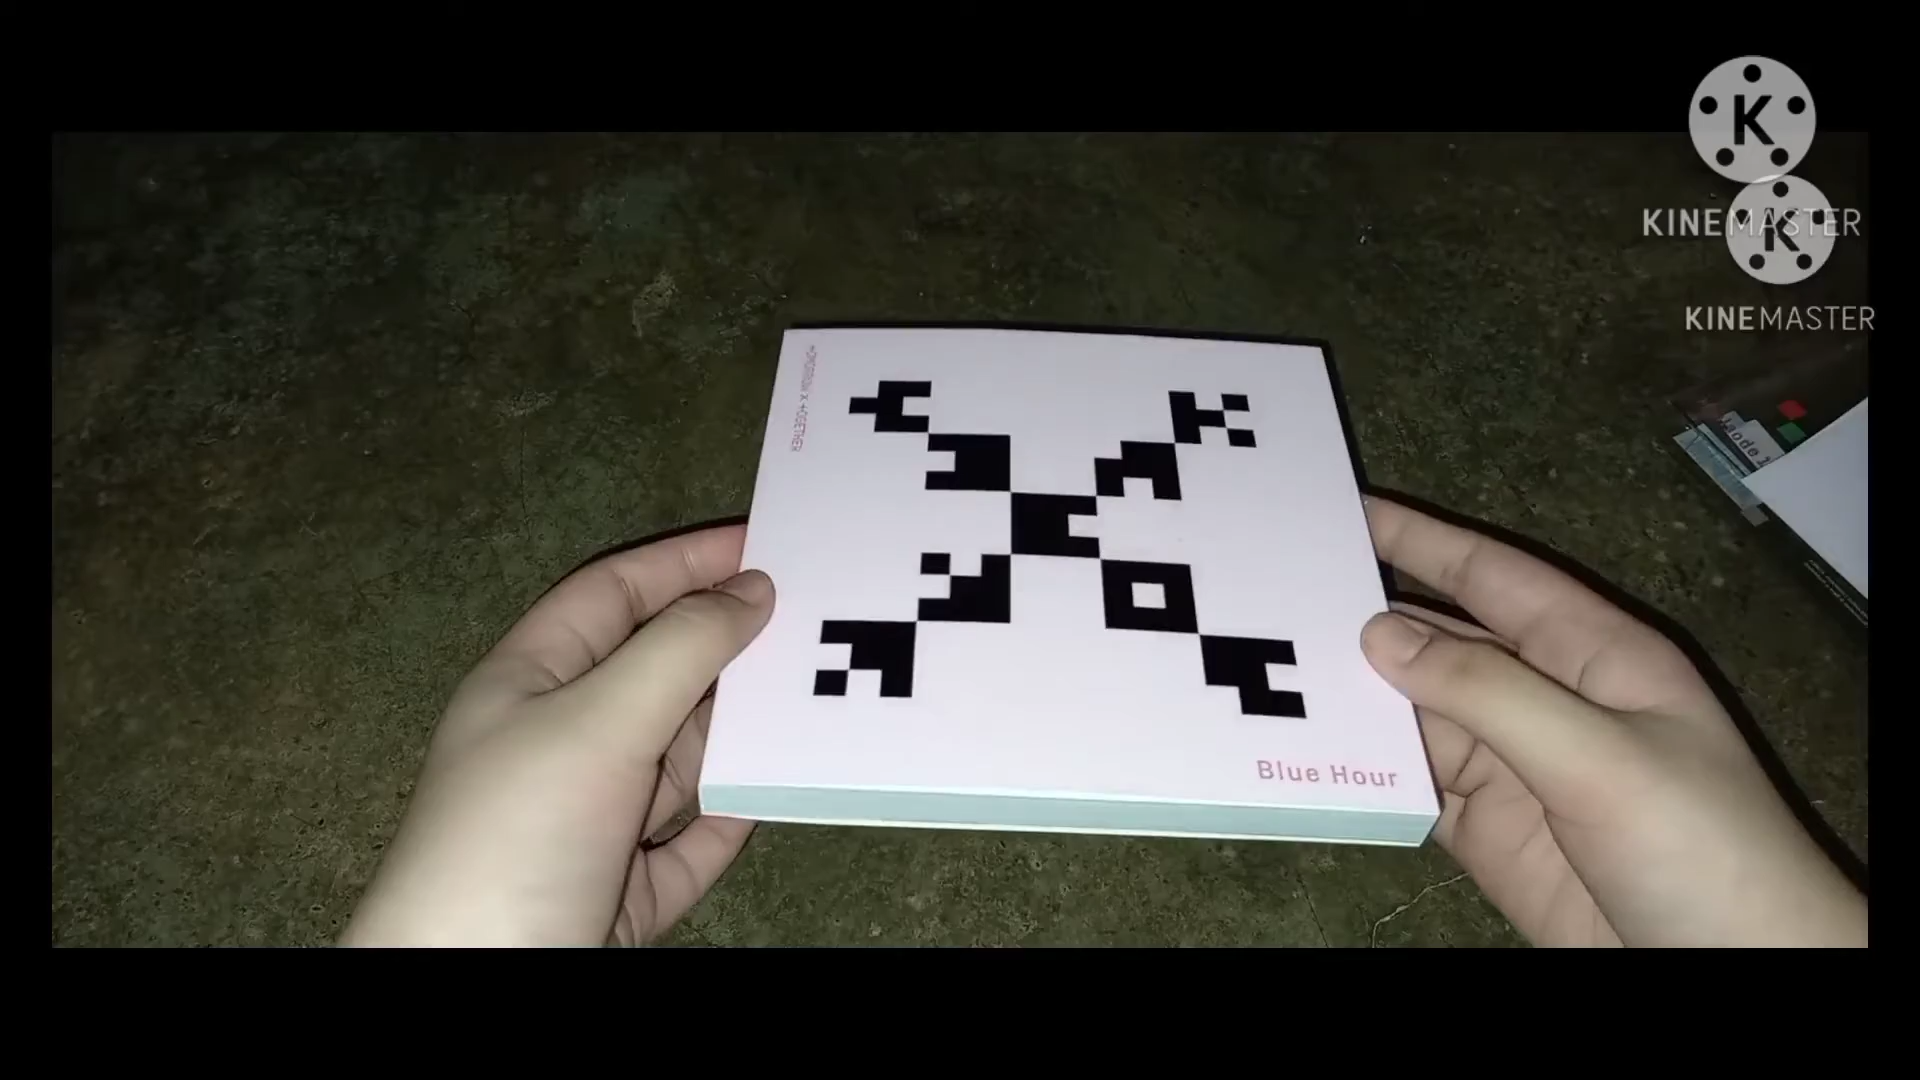 K
KINEMASTER
K
KINEMASTER
TOMORROW X TOGETHER
Blue Hour